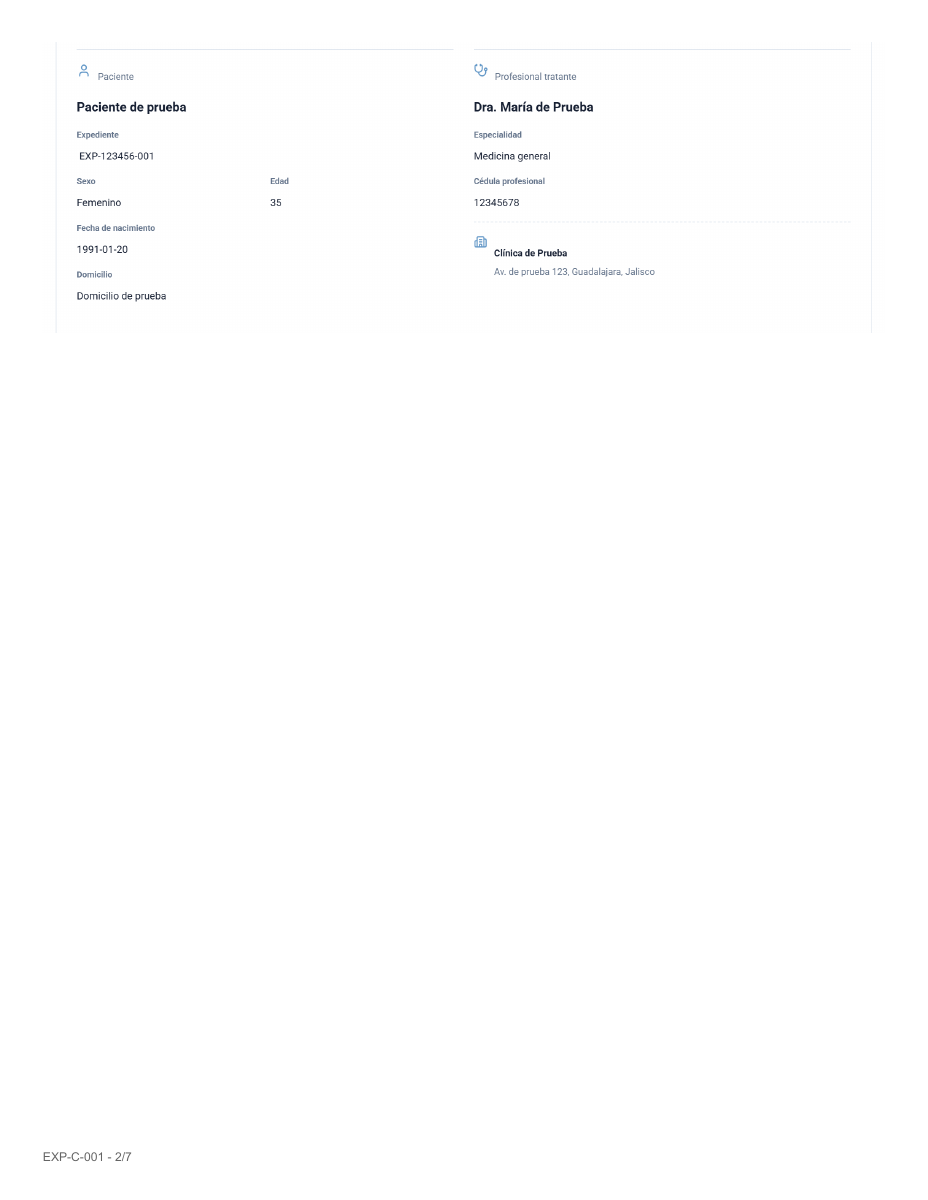 Paciente
Paciente de prueba
Expediente
EXP-123456-001
Sexo Edad
Femenino 35
Fecha de nacimiento
1991-01-20
Domicilio
Domicilio de prueba
Profesional tratante
Dra. María de Prueba
Especialidad
Medicina general
Cédula profesional
12345678
Clínica de Prueba
Av. de prueba 123, Guadalajara, Jalisco
EXP-C-001 - 2/7